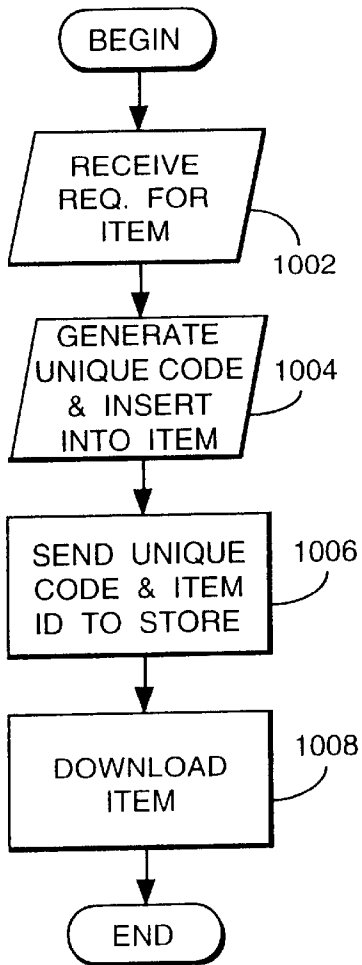 BEGIN
RECEIVE
REQ. FOR
ITEM
1002
GENERATE
UNIQUE CODE
& INSERT
INTO ITEM
1004
SEND UNIQUE
CODE & ITEM
ID TO STORE
1006
DOWNLOAD
ITEM
1008
END